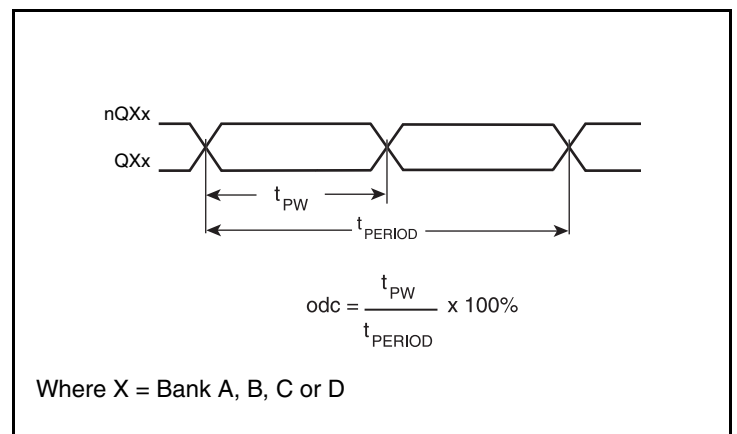 nQXx
QXx
tPW
tPERIOD
odc = tPW / tPERIOD x 100%
Where X = Bank A, B, C or D